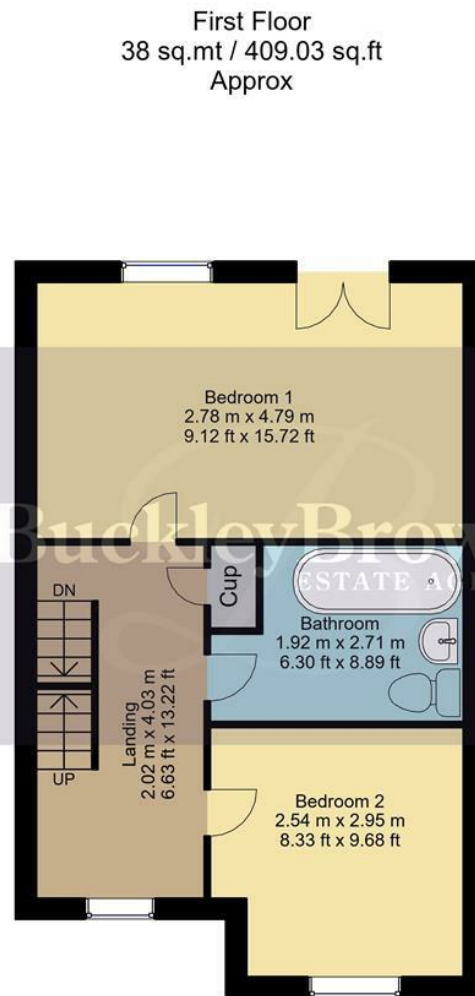 First Floor
38 sq.mt / 409.03 sq.ft
Approx
Bedroom 1
2.78 m x 4.79 m
9.12 ft x 15.72 ft
BuckleyBrow
ESTATE AG
DN
Cup
Bathroom
1.92 m x 2.71 m
6.30 ft x 8.89 ft
Landing
2.02 m x 4.03 m
6.63 ft x 13.22 ft
UP
Bedroom 2
2.54 m x 2.95 m
8.33 ft x 9.68 ft